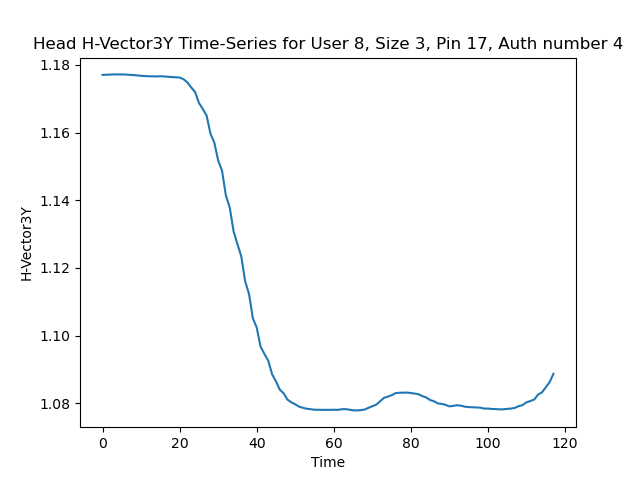 Head H-Vector3Y Time-Series for User 8, Size 3, Pin 17, Auth number 4
1.18
1.16
1.14
1.12
1.10
1.08
H-Vector3Y
0 20 40 60 80 100 120
Time